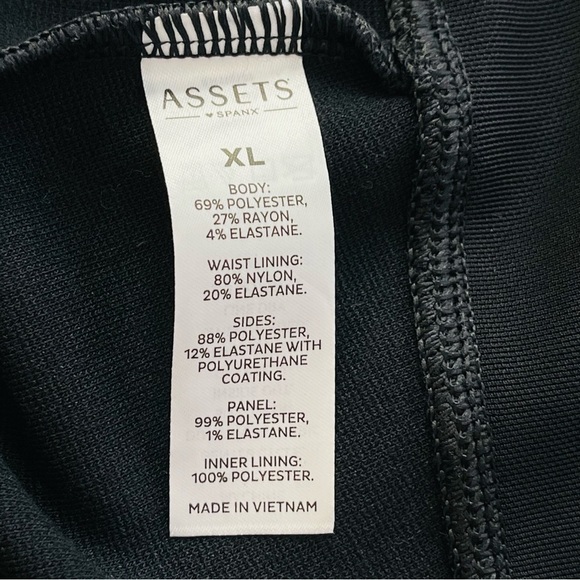 ASSETS
♥ SPANX®
XL
BODY:
69% POLYESTER,
27% RAYON,
4% ELASTANE.
WAIST LINING:
80% NYLON,
20% ELASTANE.
SIDES:
88% POLYESTER,
12% ELASTANE WITH
POLYURETHANE
COATING.
PANEL:
99% POLYESTER,
1% ELASTANE.
INNER LINING:
100% POLYESTER.
MADE IN VIETNAM